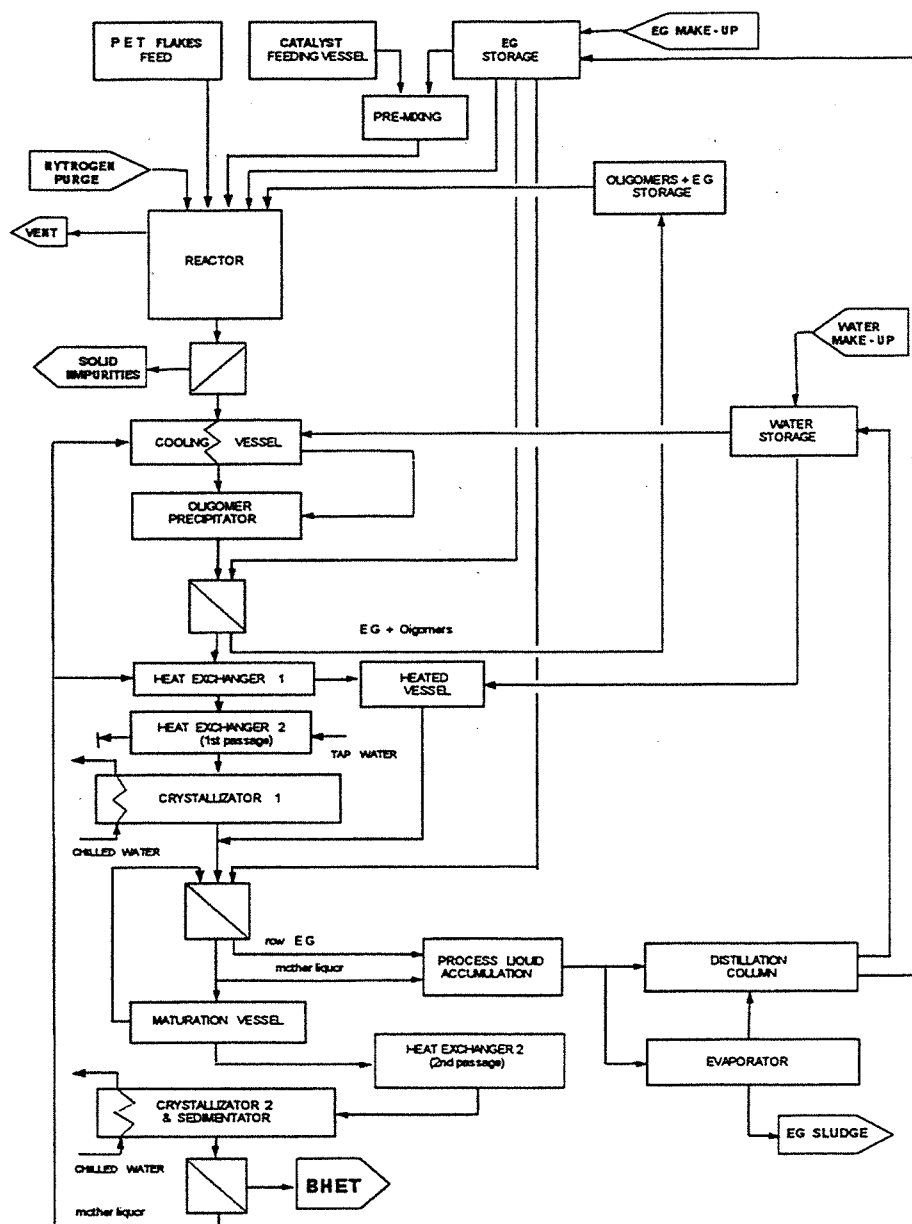 PET FLAKES
FEED
CATALYST
FEEDING VESSEL
EG
STORAGE
EG MAKE-UP
PRE-MIXING
NYTROGEN
PURGE
OLIGOMERS + EG
STORAGE
VENT
REACTOR
WATER
MAKE-UP
SOLID
IMPURITIES
COOLING VESSEL
WATER
STORAGE
OLIGOMER
PRECIPITATOR
EG + Oligomers
HEAT EXCHANGER 1
HEATED
VESSEL
HEAT EXCHANGER 2
(1st passage)
TAP WATER
CRYSTALLIZATOR 1
CHILLED WATER
row EG
mother liquor
PROCESS LIQUID
ACCUMULATION
DISTILLATION
COLUMN
MATURATION VESSEL
HEAT EXCHANGER 2
(2nd passage)
EVAPORATOR
CRYSTALLIZATOR 2
& SEDIMENTATOR
EG SLUDGE
CHILLED WATER
BHET
mother liquor